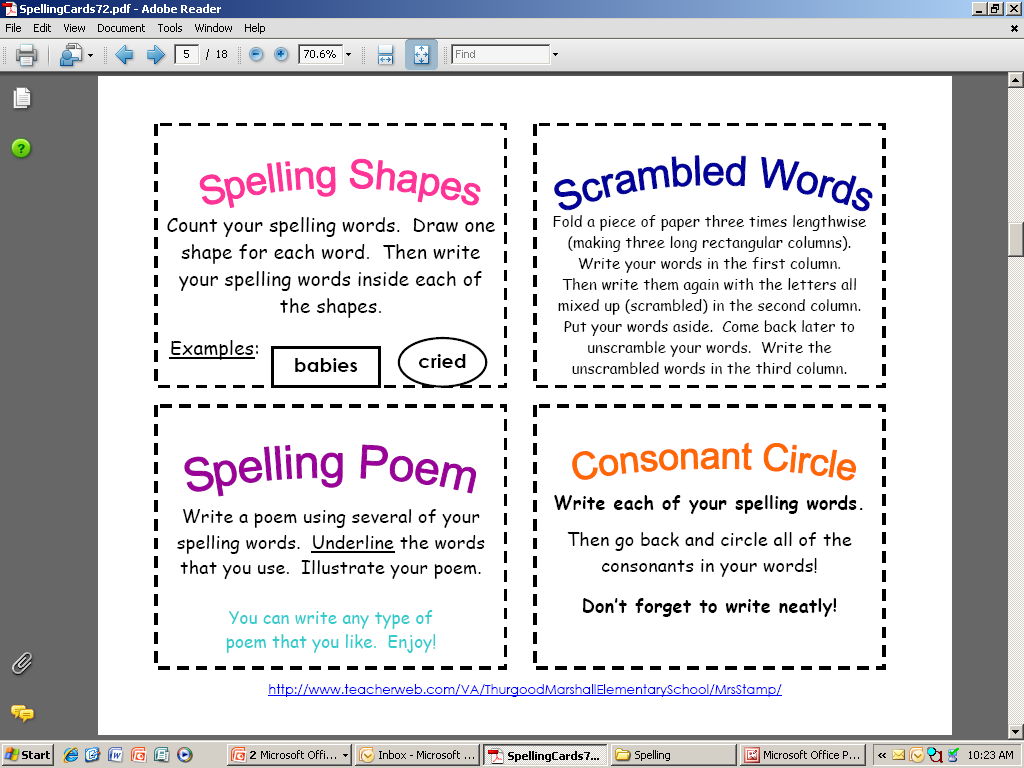 SpellingCards72.pdf - Adobe Reader
File Edit View Document Tools Window Help
5 / 18 70.6% Find
Spelling Shapes
Count your spelling words. Draw one
shape for each word. Then write
your spelling words inside each of
the shapes.
Examples: babies cried
Scrambled Words
Fold a piece of paper three times lengthwise
(making three long rectangular columns).
Write your words in the first column.
Then write them again with the letters all
mixed up (scrambled) in the second column.
Put your words aside. Come back later to
unscramble your words. Write the
unscrambled words in the third column.
Spelling Poem
Write a poem using several of your
spelling words. Underline the words
that you use. Illustrate your poem.
You can write any type of
poem that you like. Enjoy!
Consonant Circle
Write each of your spelling words.
Then go back and circle all of the
consonants in your words!
Don't forget to write neatly!
http://www.teacherweb.com/VA/ThurgoodMarshallElementarySchool/MrsStamp/
Start 2 Microsoft Offi... Inbox - Microsoft ... SpellingCards7... Spelling Microsoft Office P... « 10:23 AM